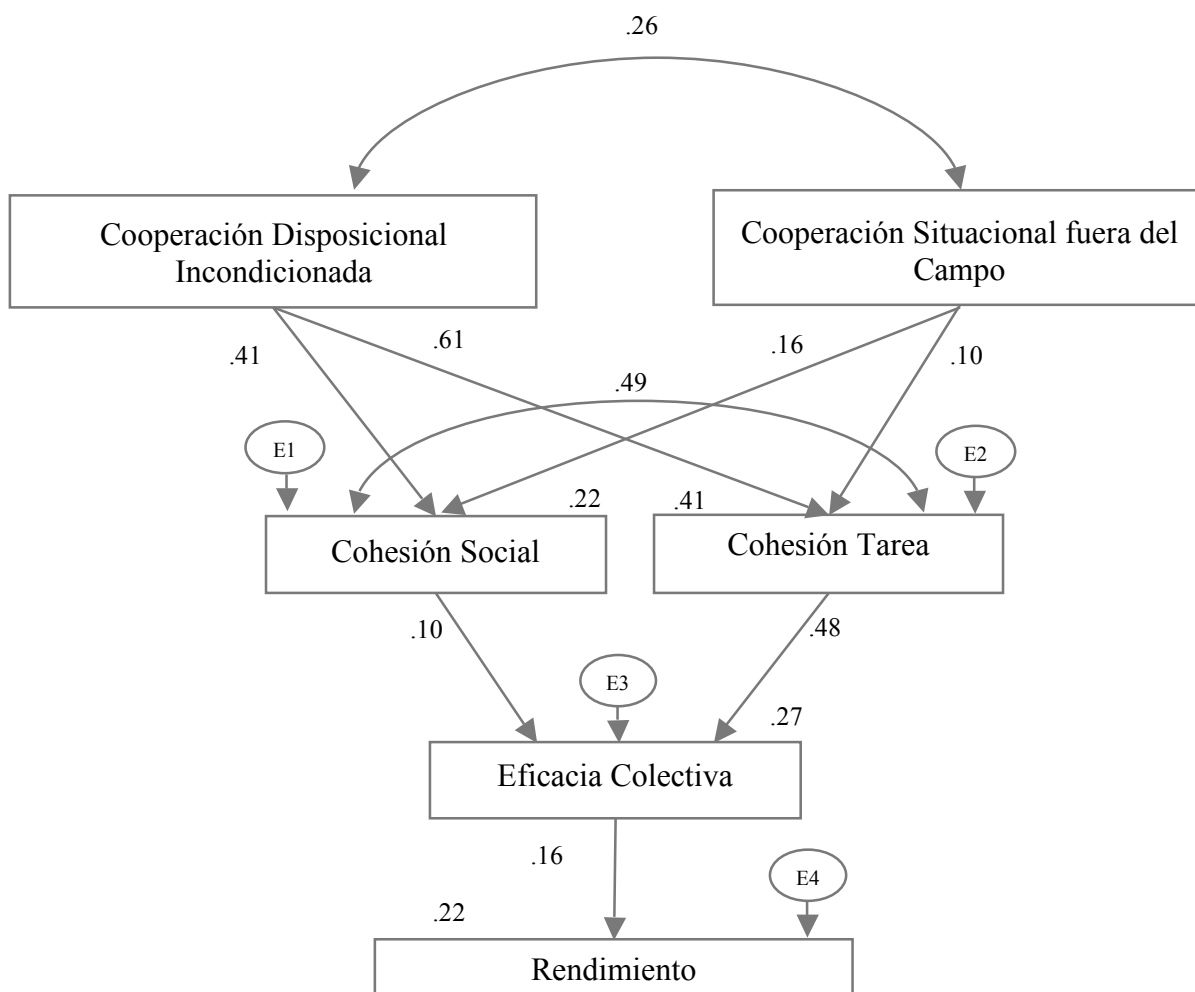 .26
Cooperación Disposicional
Incondicionada
Cooperación Situacional fuera del
Campo
.41
.61
.16
.10
.49
E1
E2
.22
.41
Cohesión Social
Cohesión Tarea
.10
.48
E3
.27
Eficacia Colectiva
.16
E4
.22
Rendimiento